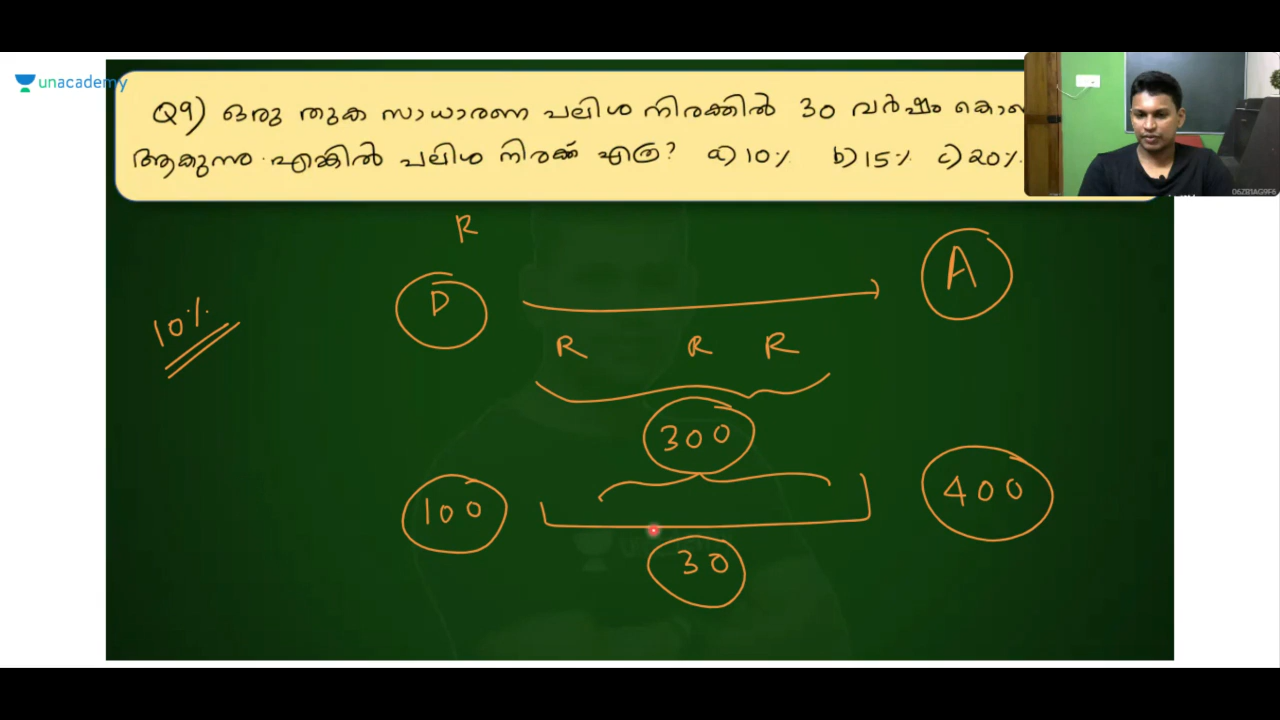 unacademy
Q9) ഒരു തുക സാധാരണ പലിശ നിരക്കിൽ 30 വർഷം
ആകുന്നു. എങ്കിൽ പലിശ നിരക്ക് എത്ര? a) 10% b) 15% c) 20%.
06ZB1AG9F6
R
P A
10%
R R R
300
100 400
30